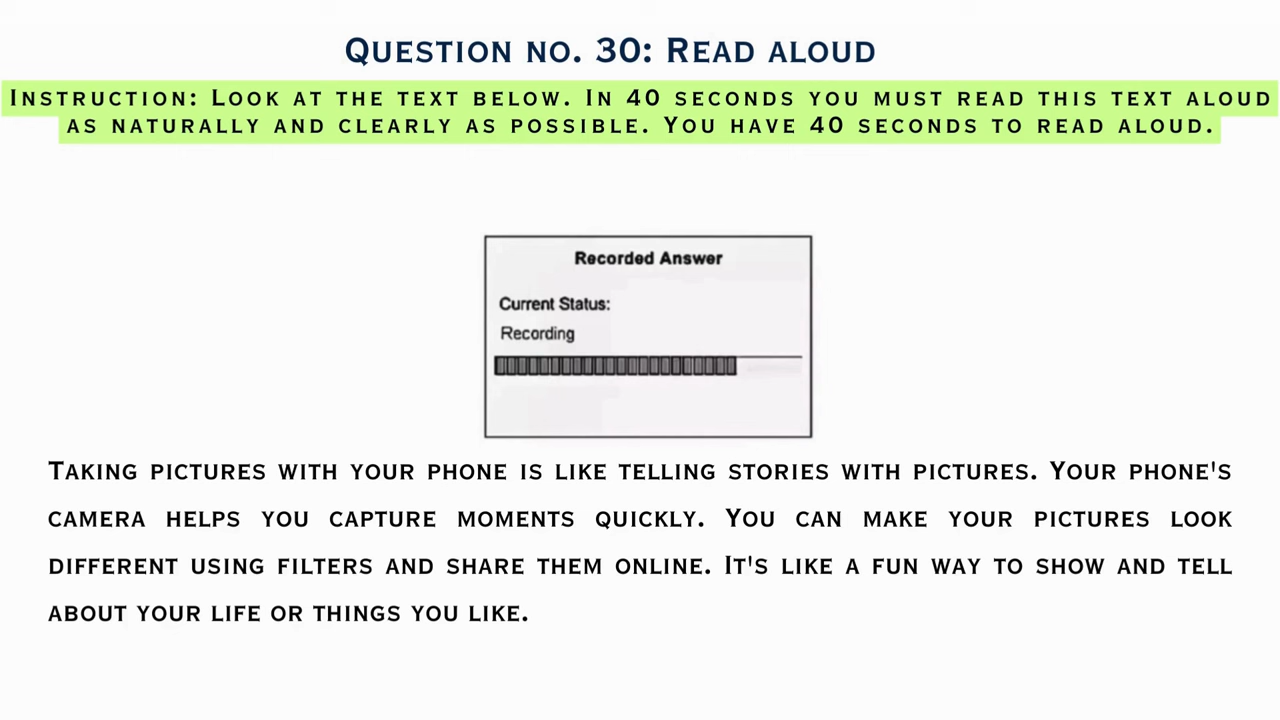 Question no. 30: Read aloud
Instruction: Look at the text below. In 40 seconds you must read this text aloud
as naturally and clearly as possible. You have 40 seconds to read aloud.
Recorded Answer
Current Status:
Recording
Taking pictures with your phone is like telling stories with pictures. Your phone's
camera helps you capture moments quickly. You can make your pictures look
different using filters and share them online. It's like a fun way to show and tell
about your life or things you like.